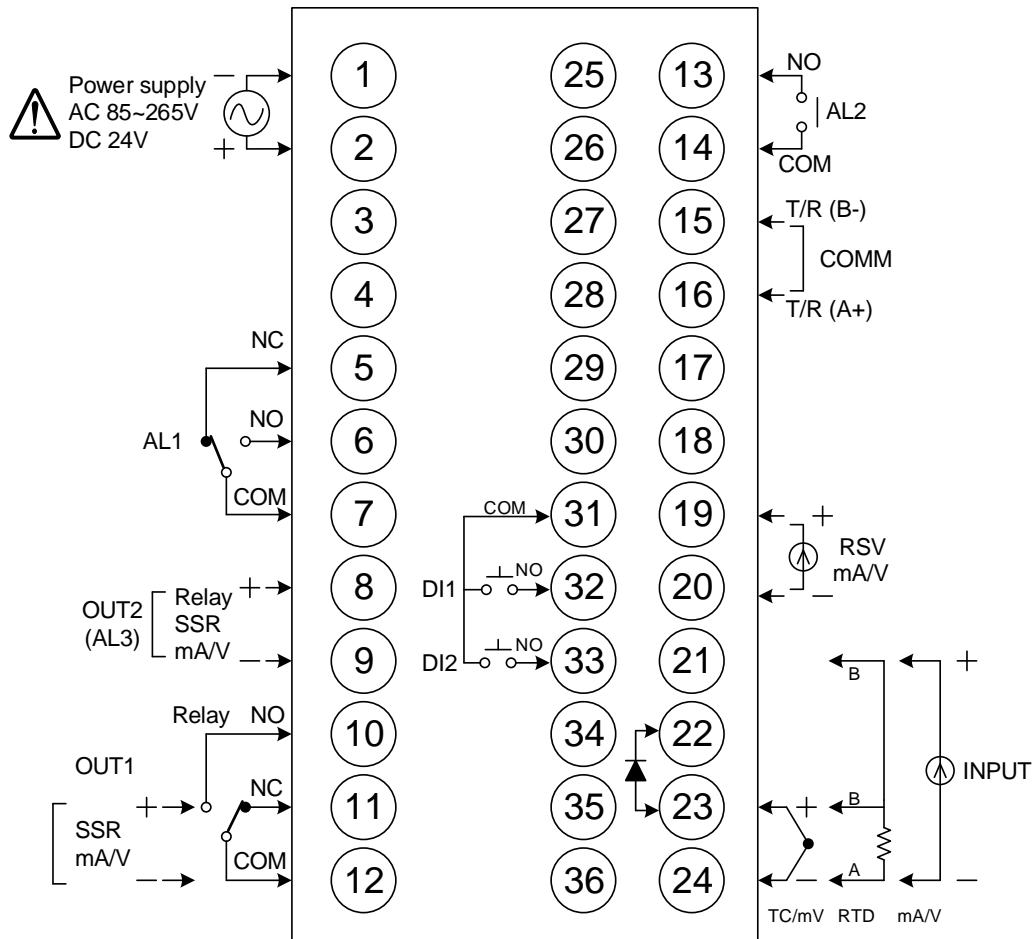 Power supply
AC 85~265V
DC 24V
−
+
1
25
13
NO
AL2
2
26
14
COM
3
27
15
T/R (B-)
COMM
4
28
16
T/R (A+)
NC
5
29
17
AL1
NO
6
30
18
COM
7
COM
31
19
+
RSV
mA/V
OUT2
(AL3)
Relay
SSR
mA/V
+
8
DI1
NO
32
20
−
−
9
DI2
NO
33
21
B
+
Relay
NO
10
34
22
OUT1
INPUT
SSR
mA/V
+
NC
11
35
23
+
B
−
COM
12
36
24
−
A
−
TC/mV
RTD
mA/V